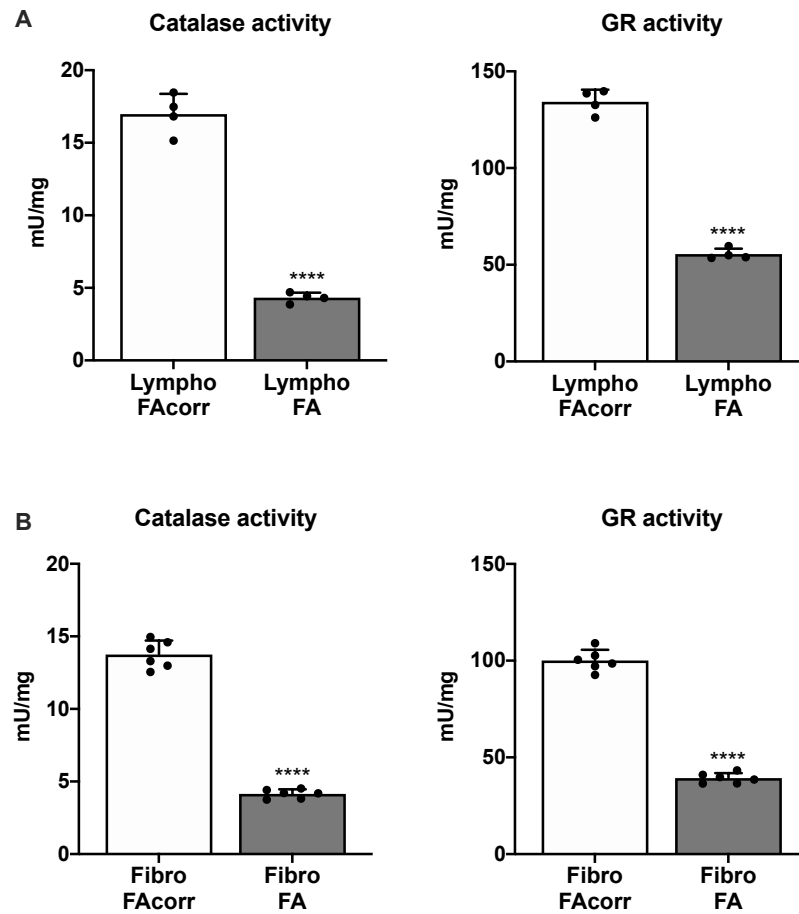 A
Catalase activity
GR activity
20
15
10
5
0
mU/mg
****
Lympho
FAcorr
Lympho
FA
150
100
50
0
mU/mg
****
Lympho
FAcorr
Lympho
FA
B
Catalase activity
GR activity
20
15
10
5
0
mU/mg
****
Fibro
FAcorr
Fibro
FA
150
100
50
0
mU/mg
****
Fibro
FAcorr
Fibro
FA